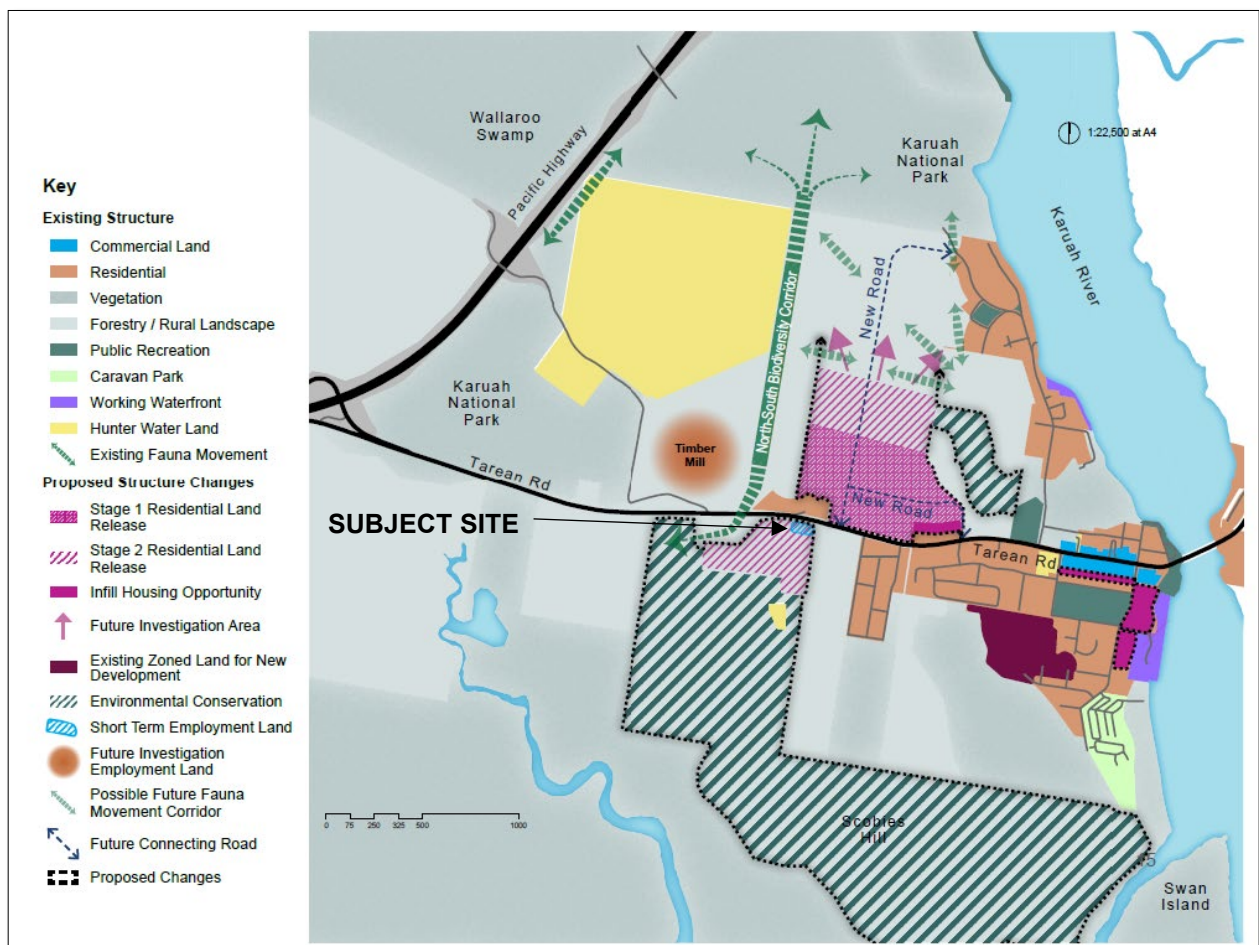 Key
Existing Structure
Commercial Land
Residential
Vegetation
Forestry / Rural Landscape
Public Recreation
Caravan Park
Working Waterfront
Hunter Water Land
Existing Fauna Movement
Proposed Structure Changes
Stage 1 Residential Land
Release
Stage 2 Residential Land
Release
Infill Housing Opportunity
Future Investigation Area
Existing Zoned Land for New
Development
Environmental Conservation
Short Term Employment Land
Future Investigation
Employment Land
Possible Future Fauna
Movement Corridor
Future Connecting Road
Proposed Changes
Wallaroo
Swamp
Pacific Highway
Karuah
National
Park
1:22,500 at A4
Karuah River
New Road
North-South Biodiversity Corridor
Karuah
National
Park
Timber
Mill
Tarean Rd
New Road
SUBJECT SITE
Tarean Rd
0 75 250 325 500 1000
Scobies
Hill
Swan
Island